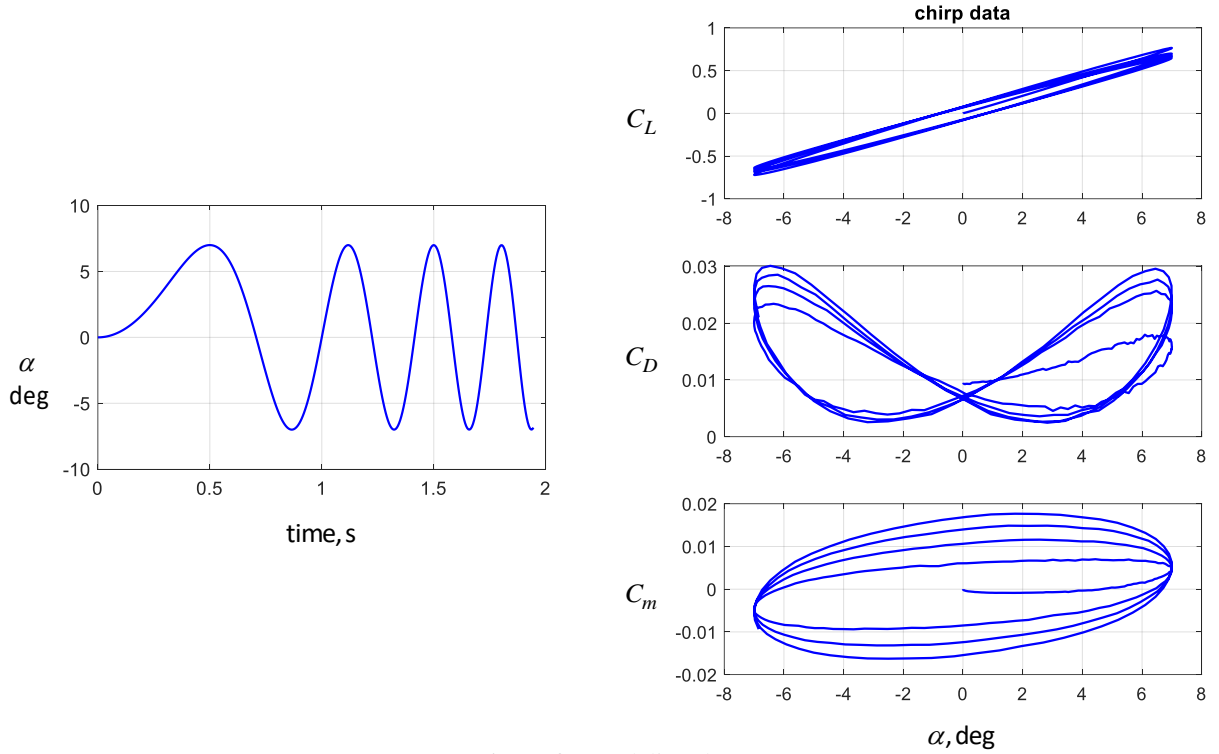 10
5
0
-5
-10
α
deg
0 0.5 1 1.5 2
time, s
chirp data
1
0.5
0
-0.5
-1
C_L
-8 -6 -4 -2 0 2 4 6 8
0.03
0.02
0.01
0
C_D
-8 -6 -4 -2 0 2 4 6 8
0.02
0.01
0
-0.01
-0.02
C_m
-8 -6 -4 -2 0 2 4 6 8
α, deg